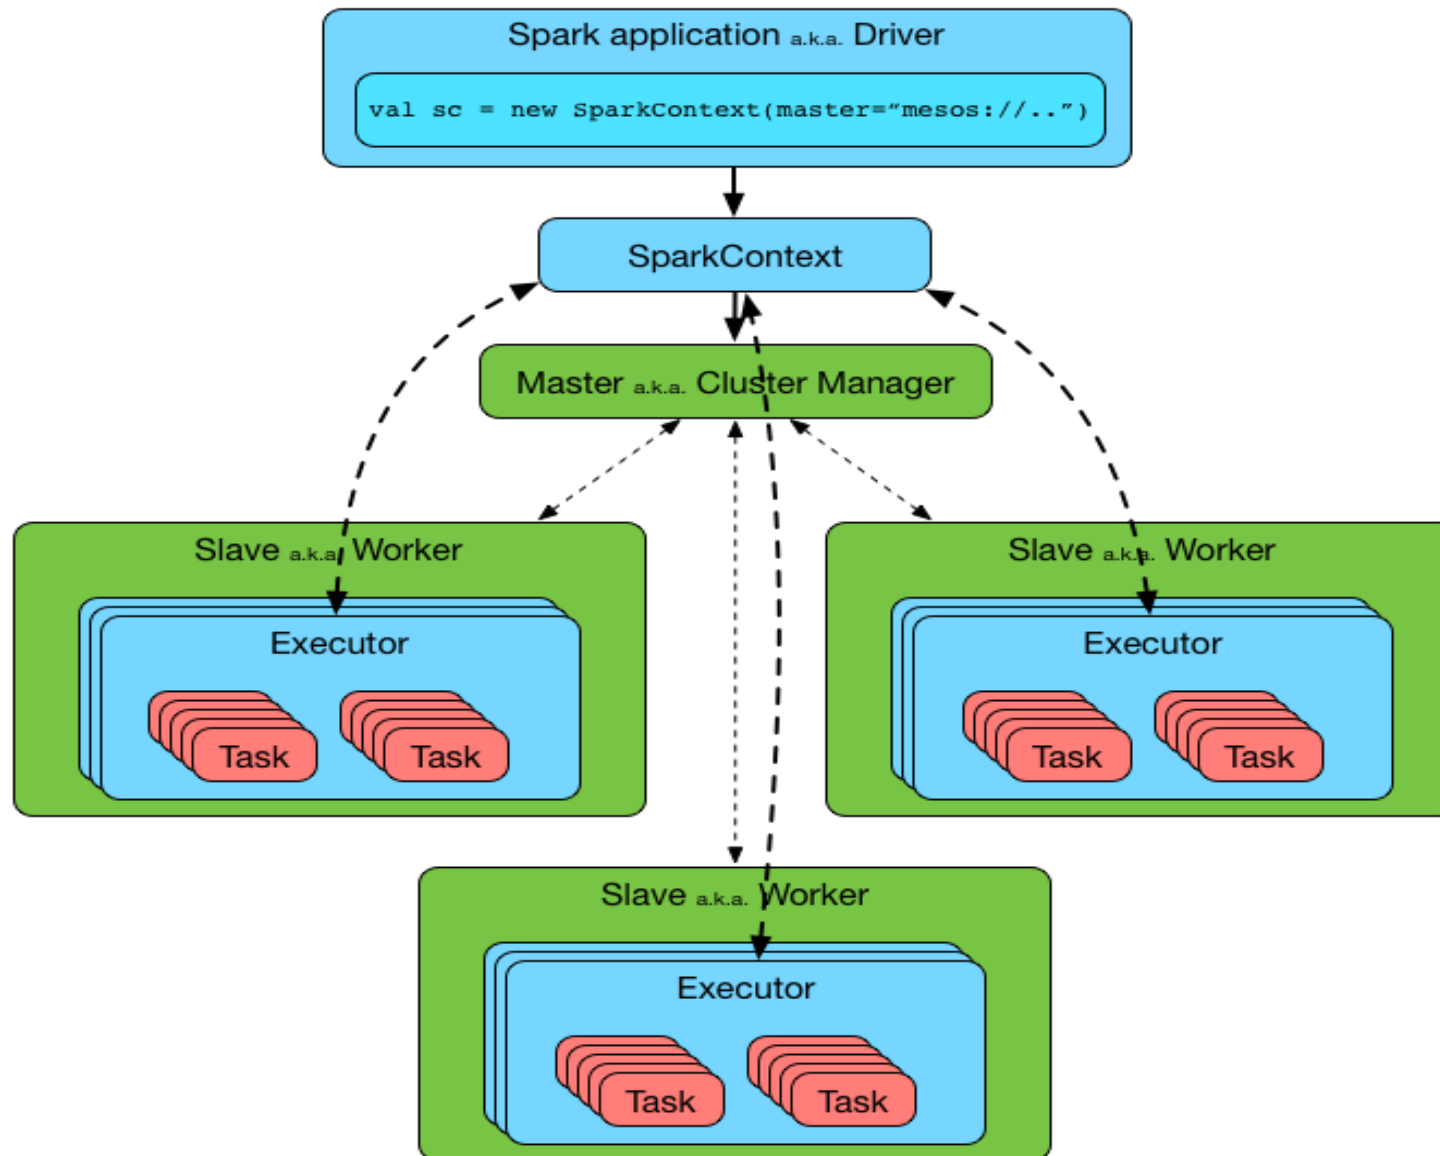 Spark application a.k.a. Driver
val sc = new SparkContext(master=”mesos://..”)
SparkContext
Master a.k.a. Cluster Manager
Slave a.k.a. Worker
Executor
Task
Task
Slave a.k.a. Worker
Executor
Task
Task
Slave a.k.a. Worker
Executor
Task
Task